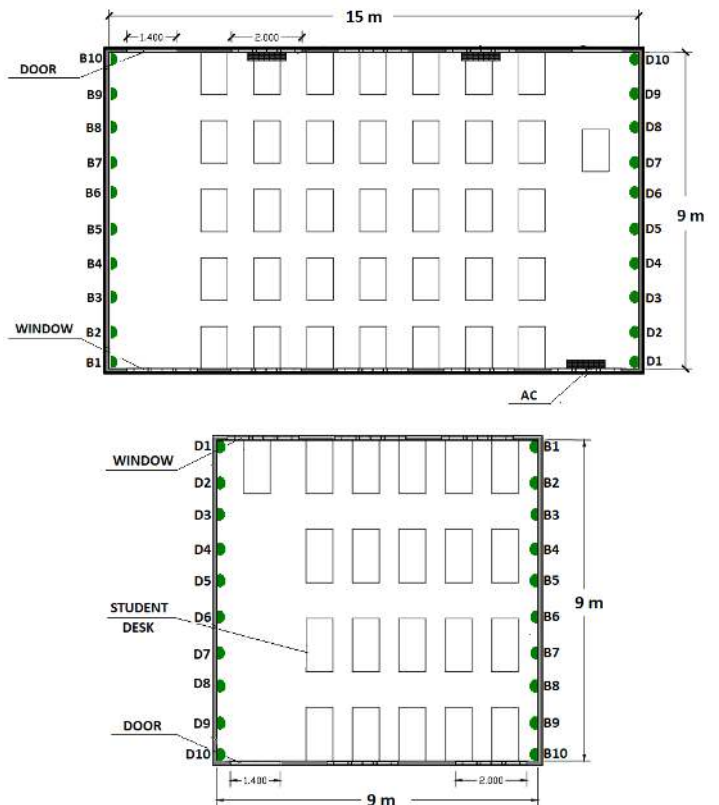 15 m
1.400 2.000
DOOR
B10 D10
B9 D9
B8 D8
B7 D7
B6 D6
9 m
B5 D5
B4 D4
B3 D3
WINDOW
B2 D2
B1 D1
AC
D1 B1
WINDOW
D2 B2
D3 B3
D4 B4
D5 B5
9 m
STUDENT
DESK
D6 B6
D7 B7
D8 B8
DOOR
D9 B9
D10 B10
1.400 2.000
9 m